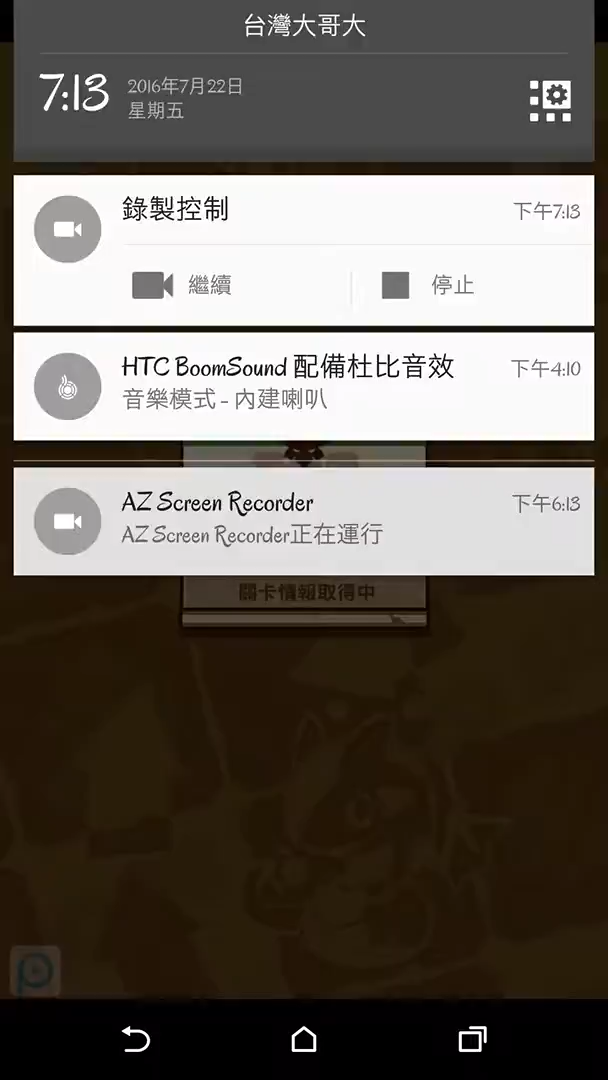 台灣大哥大
7:13
2016年7月22日
星期五
錄製控制
下午7:13
繼續
停止
HTC BoomSound 配備杜比音效
下午4:10
音樂模式 - 內建喇叭
AZ Screen Recorder
下午6:13
AZ Screen Recorder正在運行
關卡情報取得中